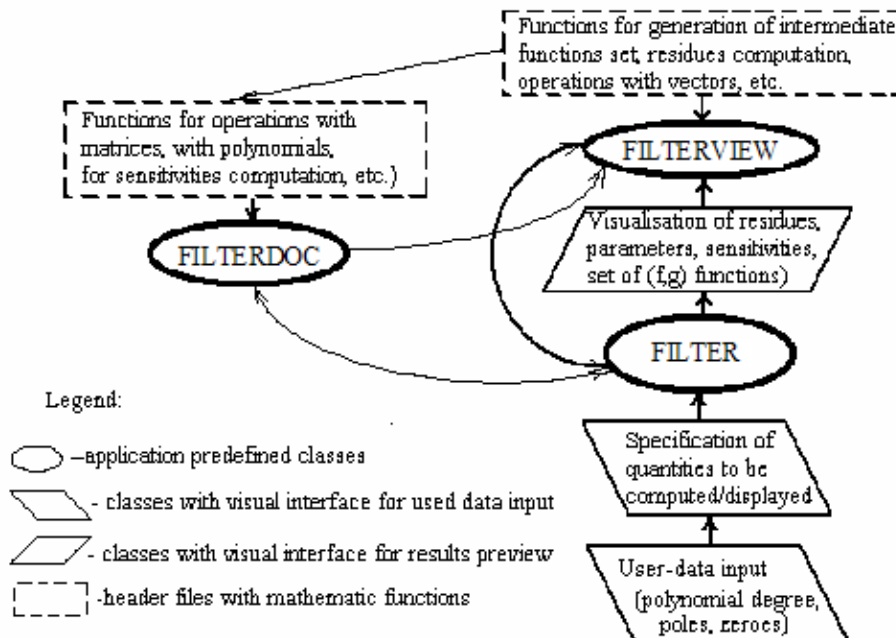 Functions for generation of intermediate
functions set, residues computation,
operations with vectors, etc.
Functions for operations with
matrices, with polynomials,
for sensitivities computation, etc.)
FILTERVIEW
Visualisation of residues,
parameters, sensitivities,
set of (f,g) functions)
FILTERDOC
FILTER
Specification of
quantities to be
computed/displayed
User-data input
(polynomial degree,
poles, zeroes)
Legend:
–application predefined classes
- classes with visual interface for used data input
- classes with visual interface for results preview
-header files with mathematic functions